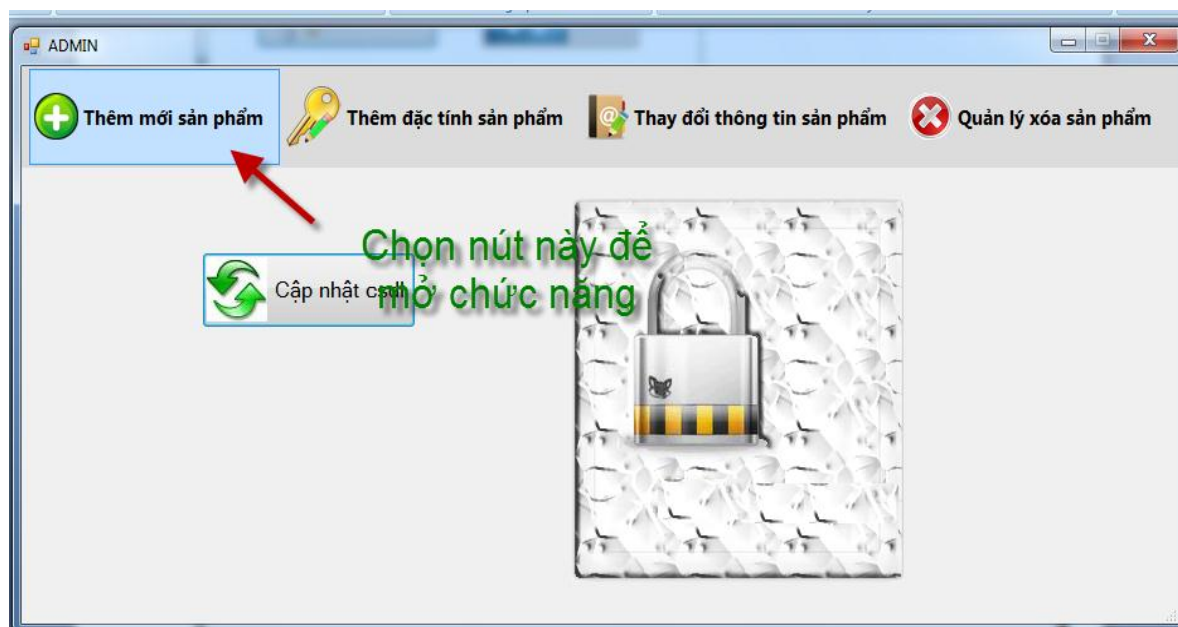 ADMIN
Thêm mới sản phẩm
Thêm đặc tính sản phẩm
Thay đổi thông tin sản phẩm
Quản lý xóa sản phẩm
Chọn nút này để
mở chức năng
Cập nhật csdl